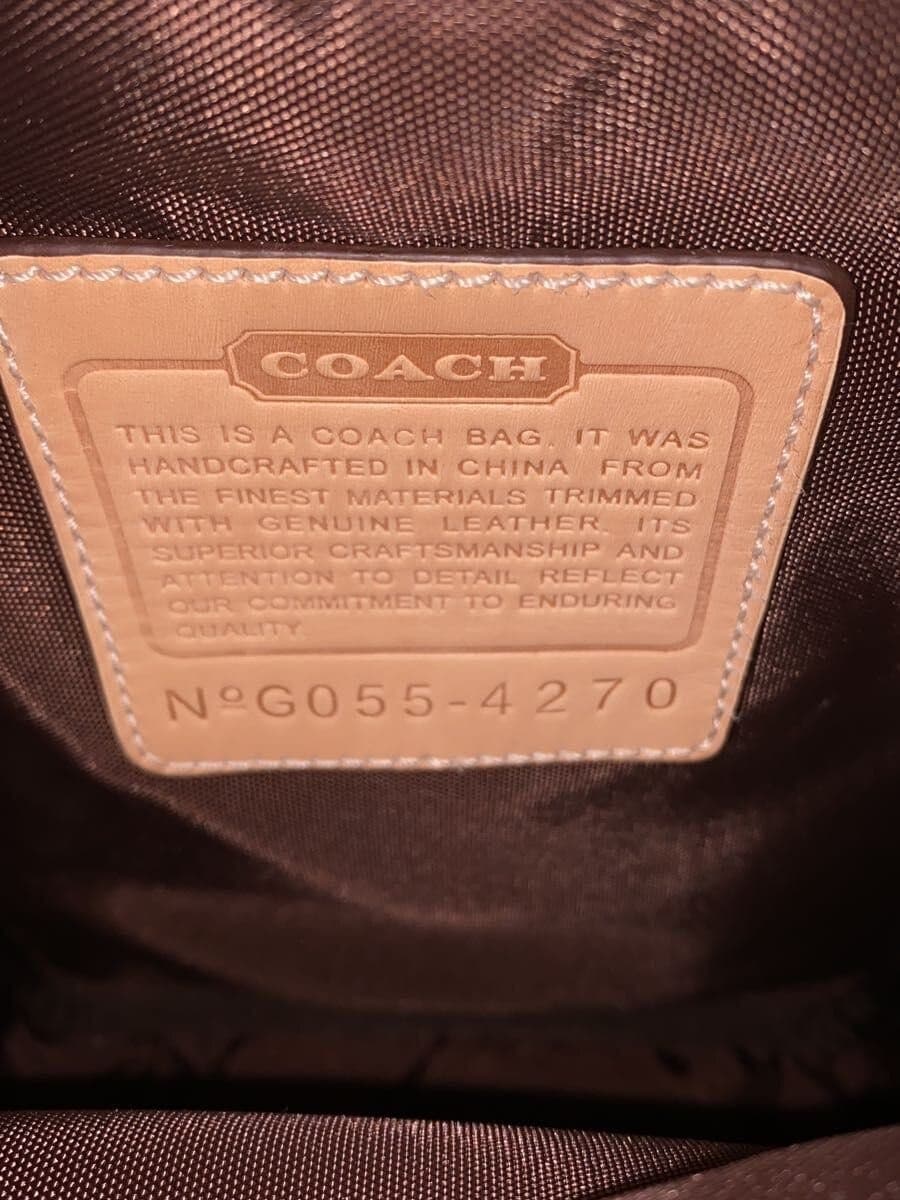 COACH
THIS IS A COACH BAG. IT WAS
HANDCRAFTED IN CHINA FROM
THE FINEST MATERIALS TRIMMED
WITH GENUINE LEATHER. ITS
SUPERIOR CRAFTSMANSHIP AND
ATTENTION TO DETAIL REFLECT
OUR COMMITMENT TO ENDURING
QUALITY.
NºG055-4270